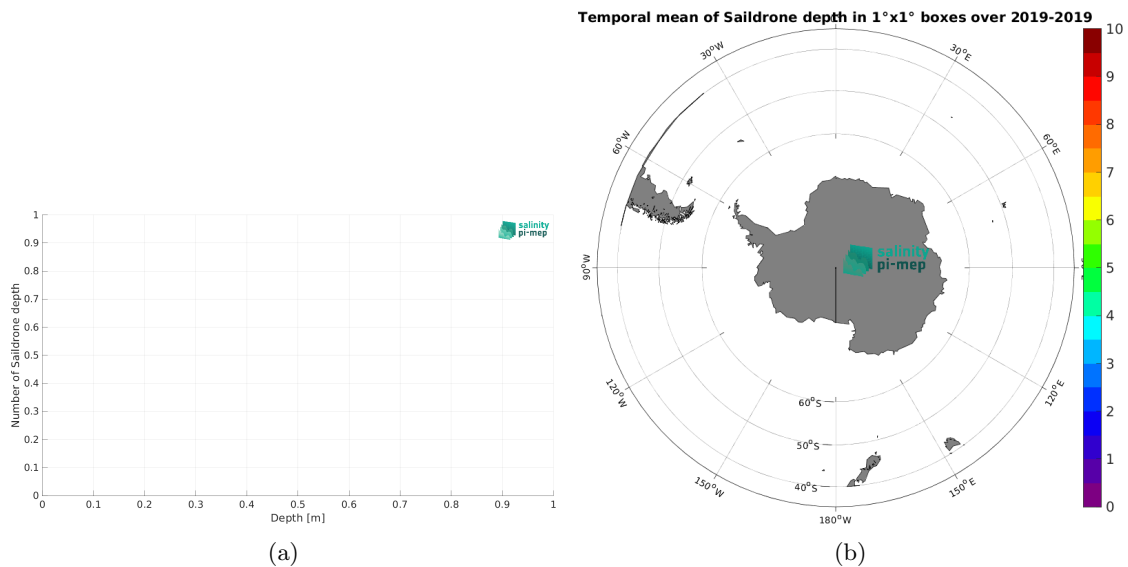 Temporal mean of Saildrone depth in 1°x1° boxes over 2019-2019
Number of Saildrone depth
1
0.9
0.8
0.7
0.6
0.5
0.4
0.3
0.2
0.1
0
0 0.1 0.2 0.3 0.4 0.5 0.6 0.7 0.8 0.9 1
Depth [m]
salinity
pi-mep
(a)
30°W
30°E
60°W
60°E
90°W
120°W
120°E
150°W
150°E
180°W
60°S
50°S
40°S
salinity
pi-mep
10
9
8
7
6
5
4
3
2
1
0
(b)